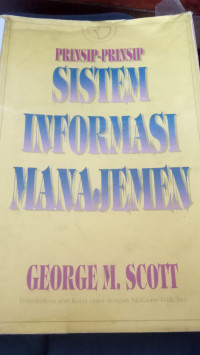 PRINSIP-PRINSIP
SISTEM
INFORMASI
MANAJEMEN
GEORGE M. SCOTT